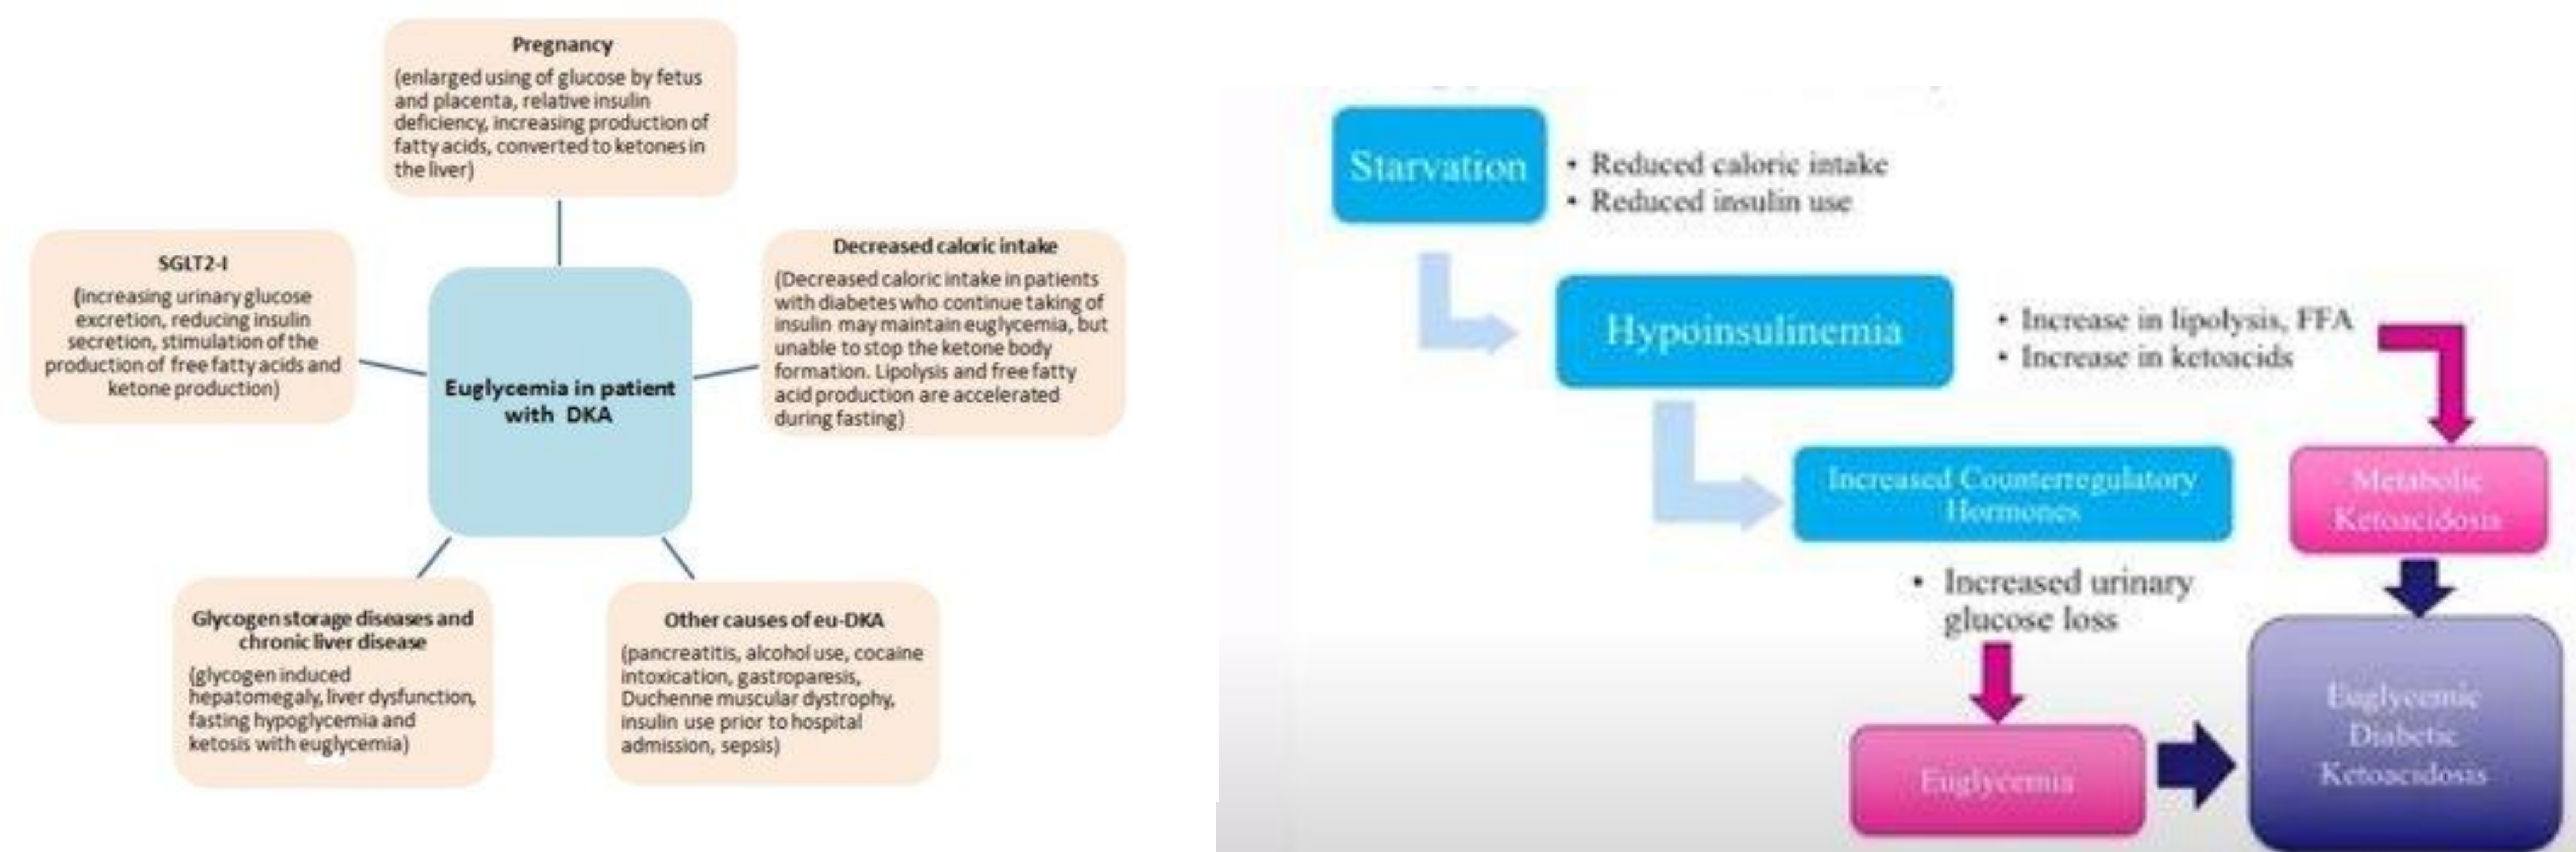 Pregnancy
(enlarged using of glucose by fetus
and placenta, relative insulin
deficiency, increasing production of
fatty acids, converted to ketones in
the liver)
SGLT2-I
(increasing urinary glucose
excretion, reducing insulin
secretion, stimulation of the
production of free fatty acids and
ketone production)
Euglycemia in patient
with DKA
Decreased caloric intake
(Decreased caloric intake in patients
with diabetes who continue taking of
insulin may maintain euglycemia, but
unable to stop the ketone body
formation. Lipolysis and free fatty
acid production are accelerated
during fasting)
Glycogen storage diseases and
chronic liver disease
(glycogen induced
hepatomegaly, liver dysfunction,
fasting hypoglycemia and
ketosis with euglycemia)
Other causes of eu-DKA
(pancreatitis, alcohol use, cocaine
intoxication, gastroparesis,
Duchenne muscular dystrophy,
insulin use prior to hospital
admission, sepsis)
Starvation
• Reduced caloric intake
• Reduced insulin use
Hypoinsulinemia
• Increase in lipolysis, FFA
• Increase in ketoacids
Increased Counterregulatory
Hormones
Metabolic
Ketoacidosis
• Increased urinary
glucose loss
Euglycemia
Euglycemic
Diabetic
Ketoacidosis